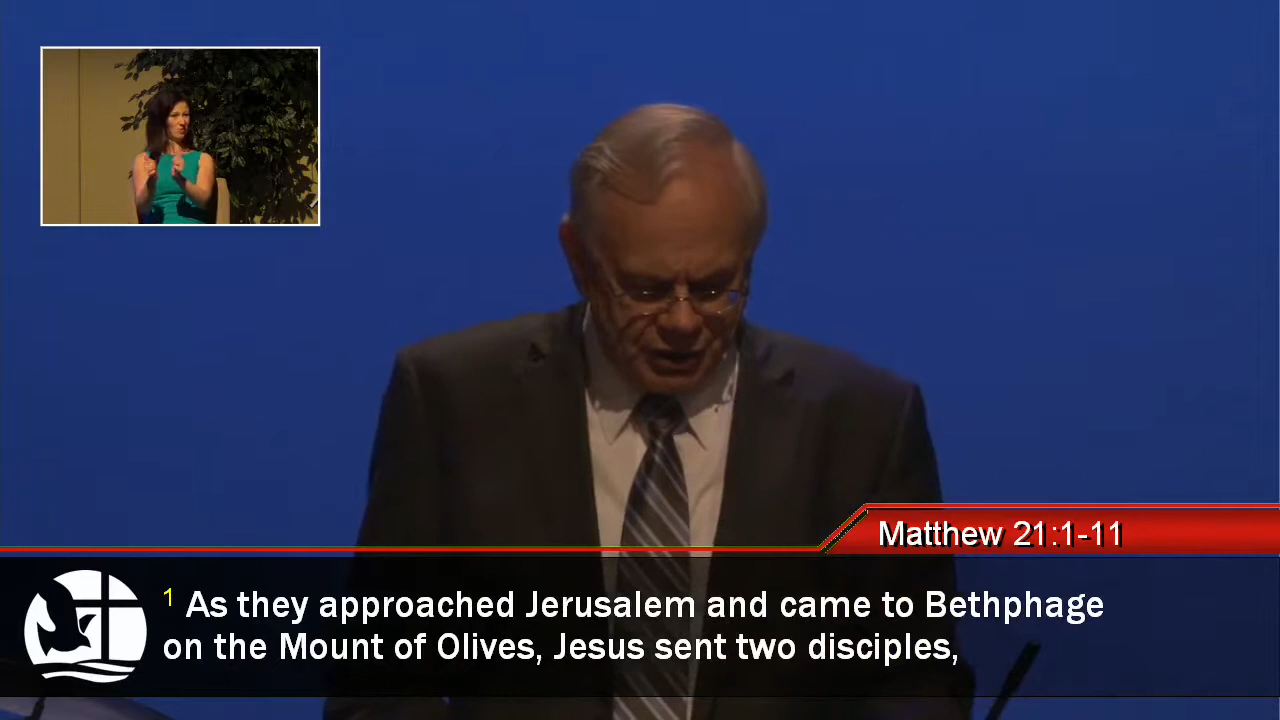 Matthew 21:1-11
1 As they approached Jerusalem and came to Bethphage
on the Mount of Olives, Jesus sent two disciples,